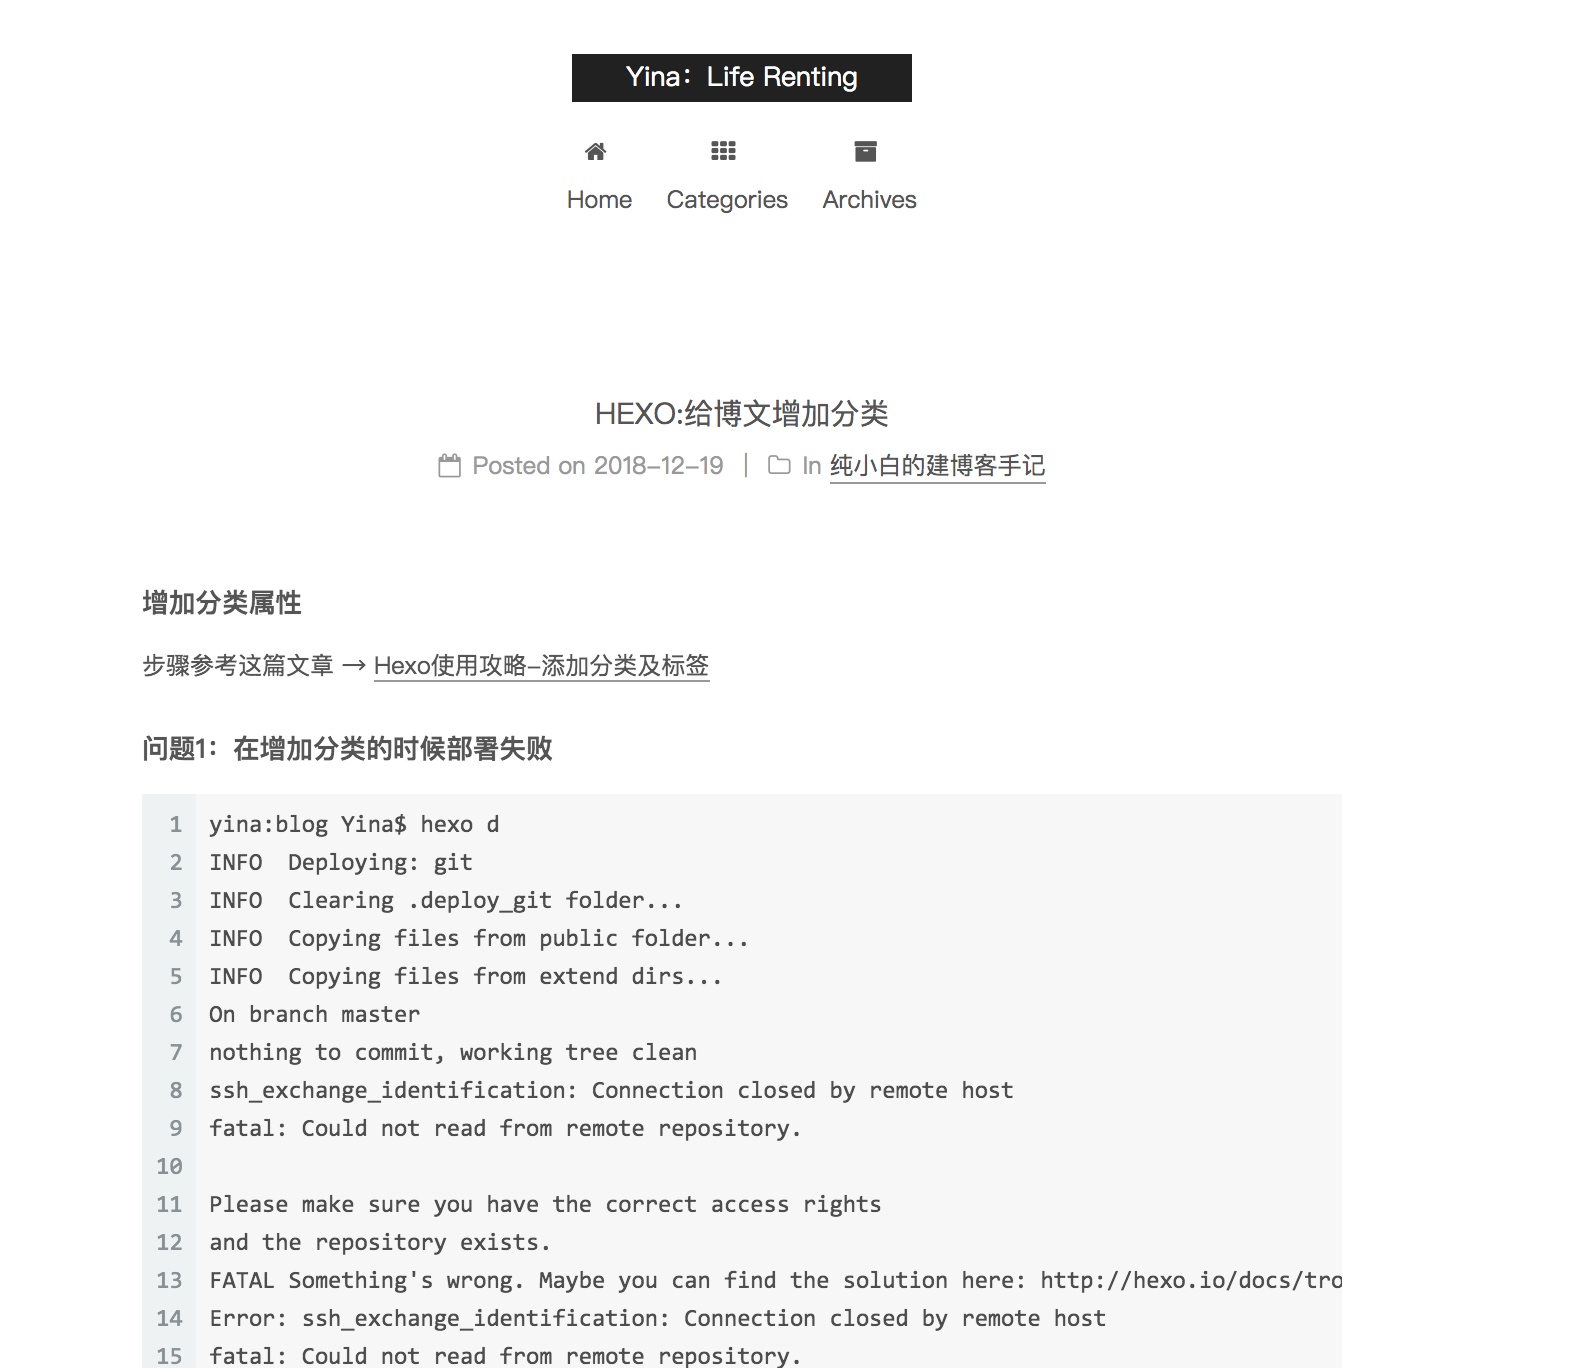 Yina：Life Renting
Home Categories Archives
HEXO:给博文增加分类
Posted on 2018-12-19 | In 纯小白的建博客手记
增加分类属性
步骤参考这篇文章 → Hexo使用攻略-添加分类及标签
问题1：在增加分类的时候部署失败
1 yina:blog Yina$ hexo d
2 INFO  Deploying: git
3 INFO  Clearing .deploy_git folder...
4 INFO  Copying files from public folder...
5 INFO  Copying files from extend dirs...
6 On branch master
7 nothing to commit, working tree clean
8 ssh_exchange_identification: Connection closed by remote host
9 fatal: Could not read from remote repository.
10
11 Please make sure you have the correct access rights
12 and the repository exists.
13 FATAL Something's wrong. Maybe you can find the solution here: http://hexo.io/docs/tro
14 Error: ssh_exchange_identification: Connection closed by remote host
15 fatal: Could not read from remote repository.